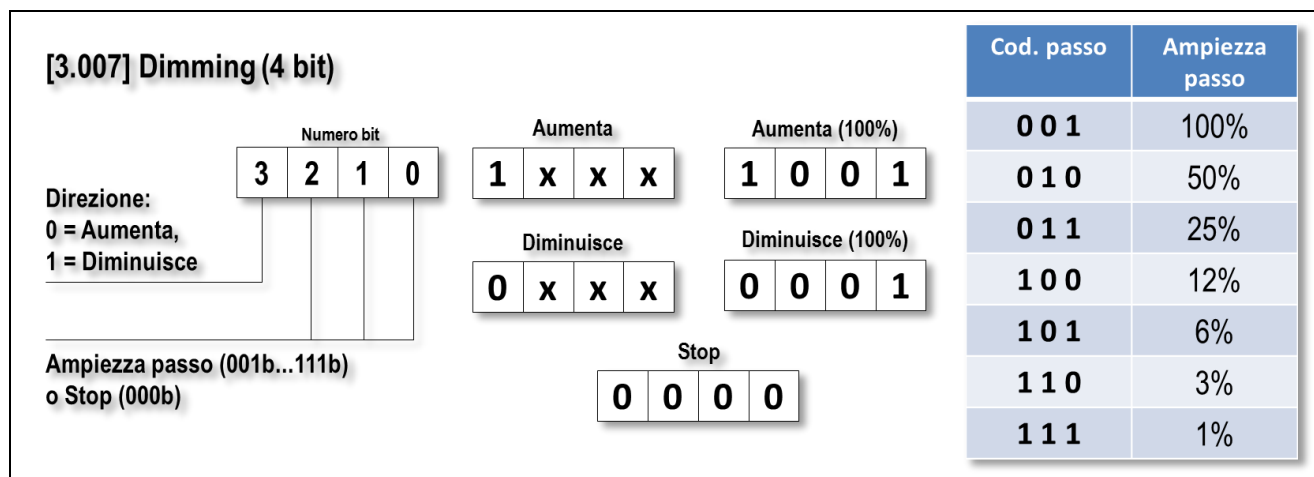 [3.007] Dimming (4 bit)
Numero bit
3 2 1 0
Direzione:
0 = Aumenta,
1 = Diminuisce
Ampiezza passo (001b...111b)
o Stop (000b)
Aumenta
1 x x x
Aumenta (100%)
1 0 0 1
Diminuisce
0 x x x
Diminuisce (100%)
0 0 0 1
Stop
0 0 0 0
Cod. passo Ampiezza
passo
0 0 1 100%
0 1 0 50%
0 1 1 25%
1 0 0 12%
1 0 1 6%
1 1 0 3%
1 1 1 1%